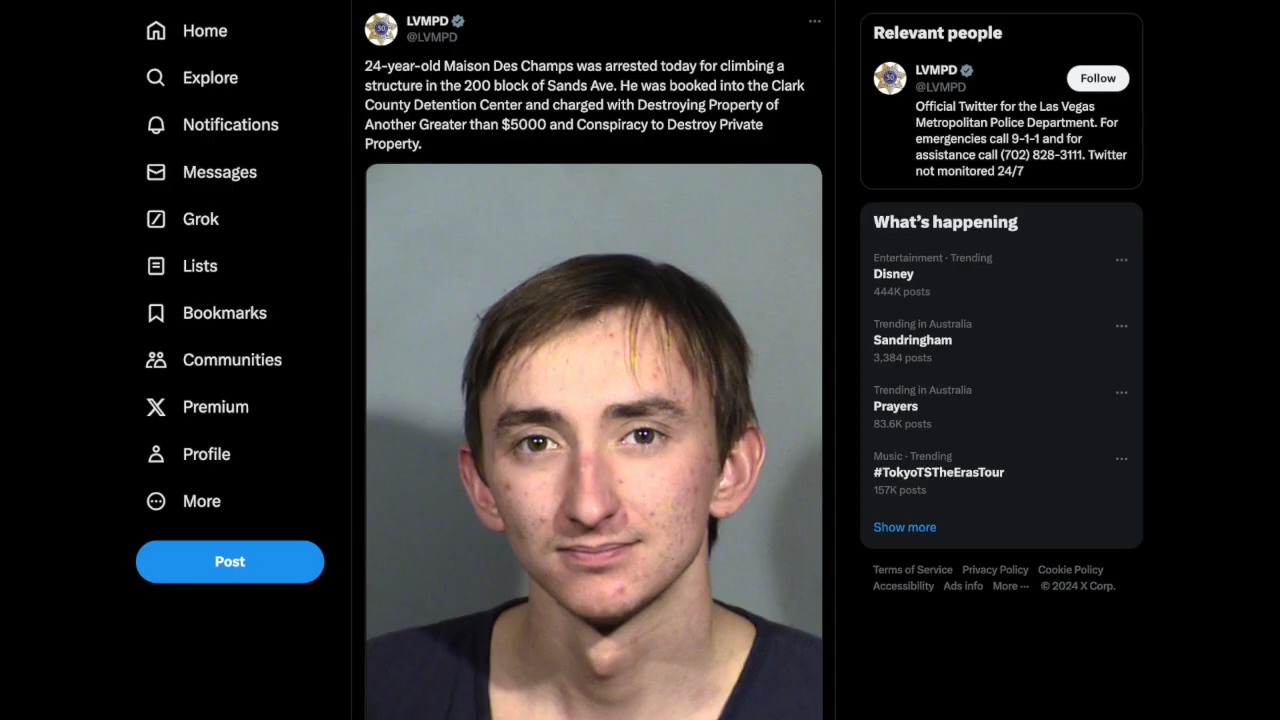 Home
Explore
Notifications
Messages
Grok
Lists
Bookmarks
Communities
Premium
Profile
More
Post
LVMPD
@LVMPD
24-year-old Maison Des Champs was arrested today for climbing a
structure in the 200 block of Sands Ave. He was booked into the Clark
County Detention Center and charged with Destroying Property of
Another Greater than $5000 and Conspiracy to Destroy Private
Property.
Relevant people
LVMPD
@LVMPD
Follow
Official Twitter for the Las Vegas
Metropolitan Police Department. For
emergencies call 9-1-1 and for
assistance call (702) 828-3111. Twitter
not monitored 24/7
What’s happening
Entertainment · Trending
Disney
444K posts
Trending in Australia
Sandringham
3,384 posts
Trending in Australia
Prayers
83.6K posts
Music · Trending
#TokyoTSTheErasTour
157K posts
Show more
Terms of Service Privacy Policy Cookie Policy
Accessibility Ads info More ··· © 2024 X Corp.